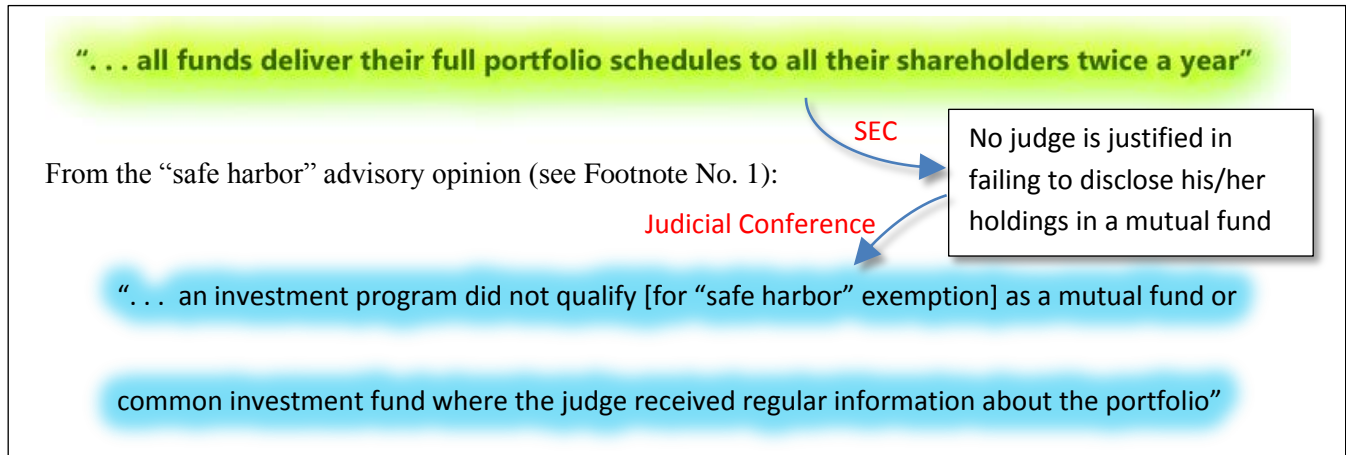 “. . . all funds deliver their full portfolio schedules to all their shareholders twice a year”
SEC
No judge is justified in
failing to disclose his/her
holdings in a mutual fund
From the “safe harbor” advisory opinion (see Footnote No. 1):
Judicial Conference
“. . .  an investment program did not qualify [for “safe harbor” exemption] as a mutual fund or
common investment fund where the judge received regular information about the portfolio”